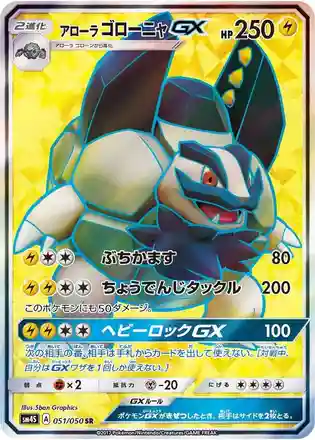 2進化
アローラ ゴローニャGX HP 250
アローラ ゴローンから進化
ぶちかます 80
ちょうでんじタックル 200
このポケモンにも50ダメージ。
ヘビーロックGX 100
次の相手の番、相手は手札からカードを出して使えない。(対戦中、
自分はGXワザを1回しか使えない。)
弱点 ×2 抵抗力 -20 にげる
GXルール
ポケモンGXがきぜつしたとき、相手はサイドを2枚とる。
Illus. 5ban Graphics
sm4S A 051/050 SR
©2017 Pokémon/Nintendo/Creatures/GAME FREAK.